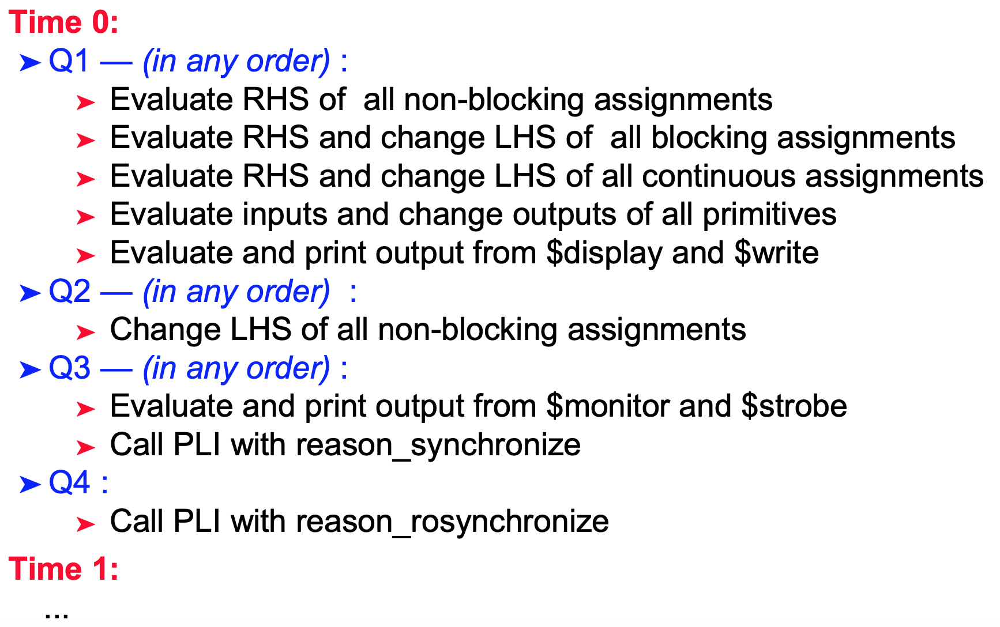 Time 0:
➤ Q1 — (in any order) :
➤ Evaluate RHS of all non-blocking assignments
➤ Evaluate RHS and change LHS of all blocking assignments
➤ Evaluate RHS and change LHS of all continuous assignments
➤ Evaluate inputs and change outputs of all primitives
➤ Evaluate and print output from $display and $write
➤ Q2 — (in any order) :
➤ Change LHS of all non-blocking assignments
➤ Q3 — (in any order) :
➤ Evaluate and print output from $monitor and $strobe
➤ Call PLI with reason_synchronize
➤ Q4 :
➤ Call PLI with reason_rosynchronize
Time 1:
...